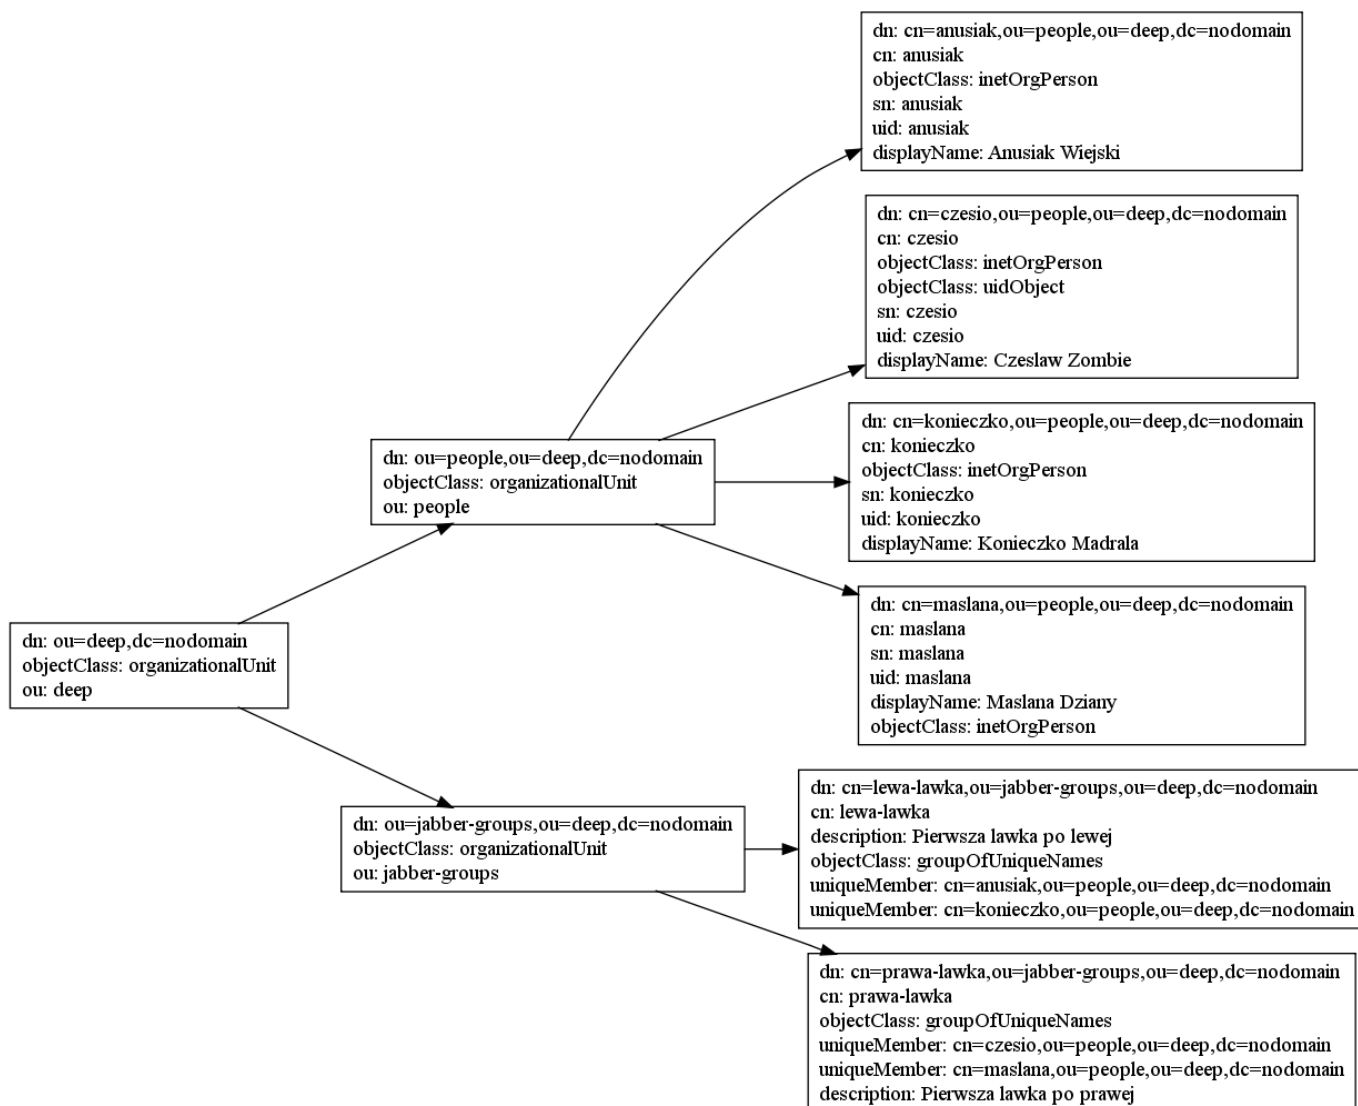 dn: cn=anusiak,ou=people,ou=deep,dc=nodomain
cn: anusiak
objectClass: inetOrgPerson
sn: anusiak
uid: anusiak
displayName: Anusiak Wiejski
dn: cn=czesio,ou=people,ou=deep,dc=nodomain
cn: czesio
objectClass: inetOrgPerson
objectClass: uidObject
sn: czesio
uid: czesio
displayName: Czeslaw Zombie
dn: ou=people,ou=deep,dc=nodomain
objectClass: organizationalUnit
ou: people
dn: cn=konieczko,ou=people,ou=deep,dc=nodomain
cn: konieczko
objectClass: inetOrgPerson
sn: konieczko
uid: konieczko
displayName: Konieczko Madrala
dn: cn=maslana,ou=people,ou=deep,dc=nodomain
cn: maslana
sn: maslana
uid: maslana
displayName: Maslana Dziany
objectClass: inetOrgPerson
dn: ou=deep,dc=nodomain
objectClass: organizationalUnit
ou: deep
dn: ou=jabber-groups,ou=deep,dc=nodomain
objectClass: organizationalUnit
ou: jabber-groups
dn: cn=lewa-lawka,ou=jabber-groups,ou=deep,dc=nodomain
cn: lewa-lawka
description: Pierwsza lawka po lewej
objectClass: groupOfUniqueNames
uniqueMember: cn=anusiak,ou=people,ou=deep,dc=nodomain
uniqueMember: cn=konieczko,ou=people,ou=deep,dc=nodomain
dn: cn=prawa-lawka,ou=jabber-groups,ou=deep,dc=nodomain
cn: prawa-lawka
objectClass: groupOfUniqueNames
uniqueMember: cn=czesio,ou=people,ou=deep,dc=nodomain
uniqueMember: cn=maslana,ou=people,ou=deep,dc=nodomain
description: Pierwsza lawka po prawej